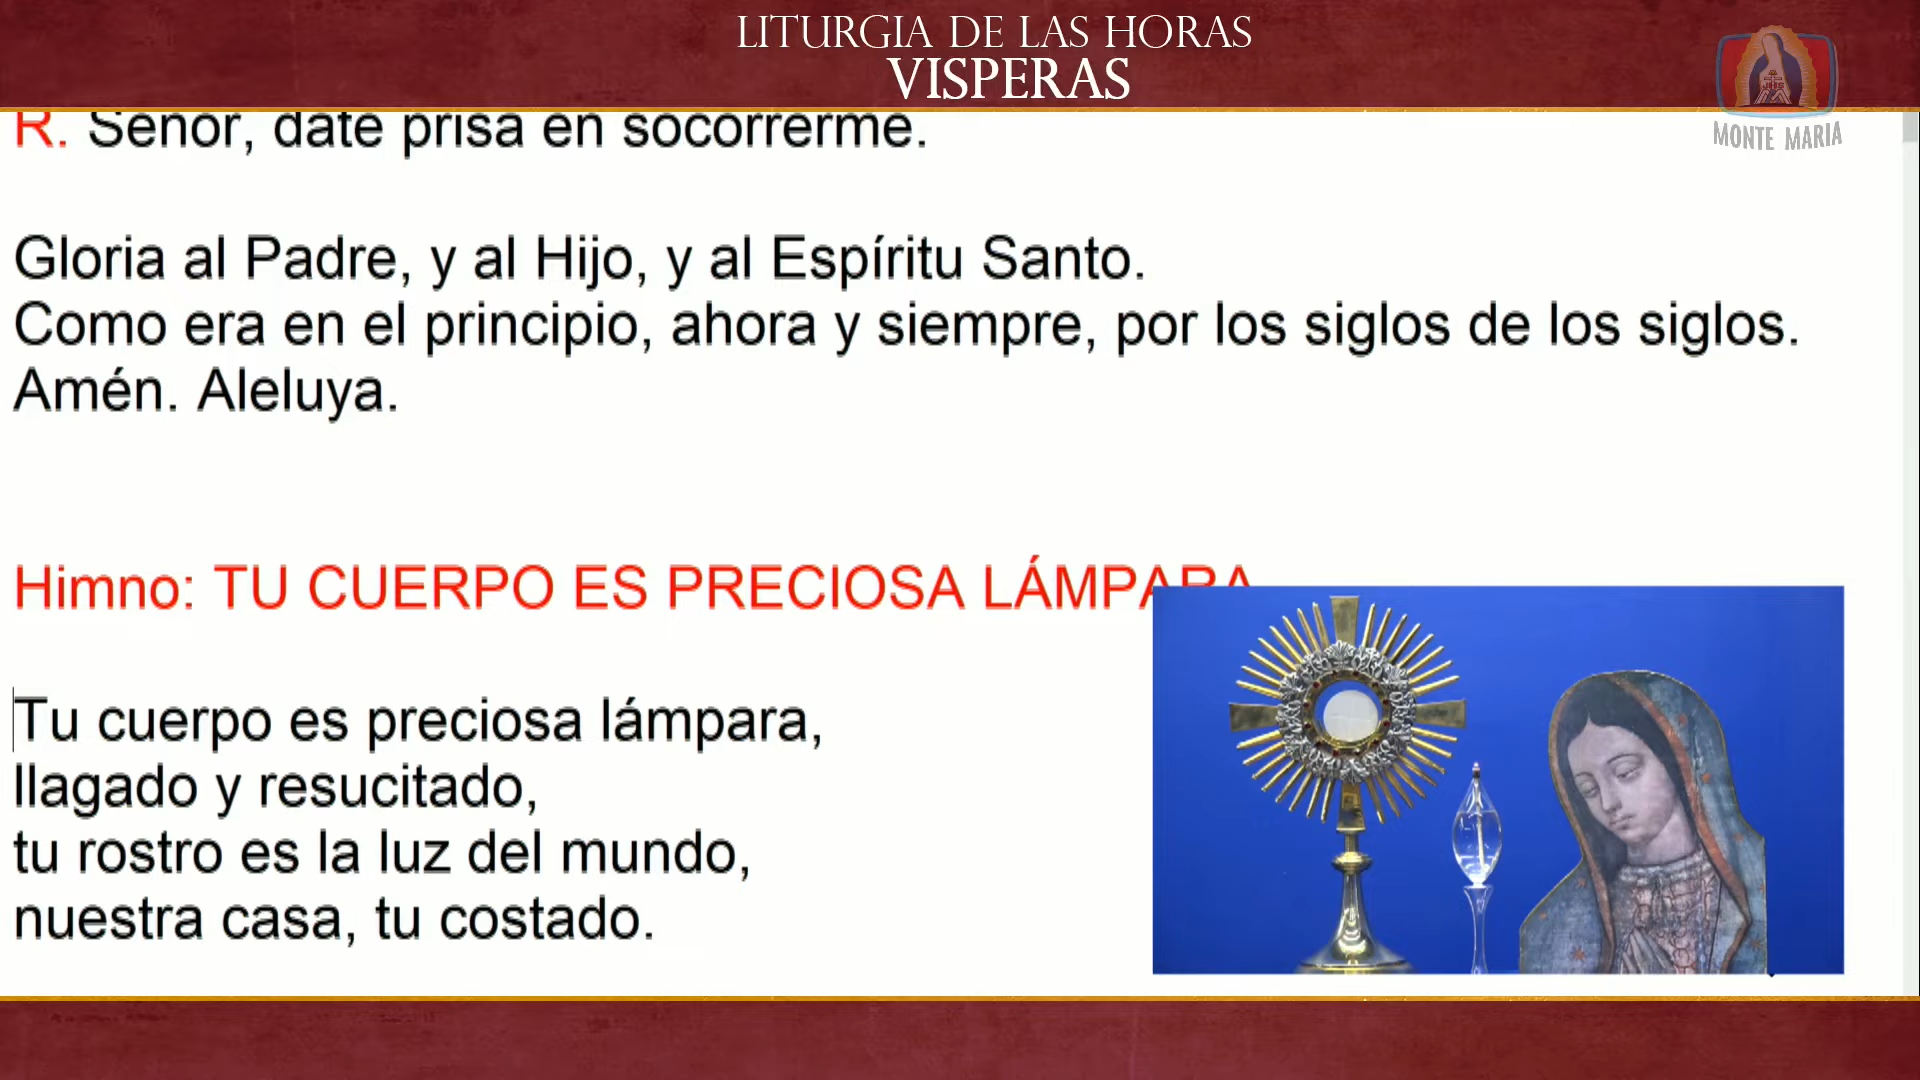 LITURGIA DE LAS HORAS
VISPERAS
MONTE MARIA
R. Señor, date prisa en socorrerme.
Gloria al Padre, y al Hijo, y al Espíritu Santo.
Como era en el principio, ahora y siempre, por los siglos de los siglos.
Amén. Aleluya.
Himno: TU CUERPO ES PRECIOSA LÁMPARA
Tu cuerpo es preciosa lámpara,
llagado y resucitado,
tu rostro es la luz del mundo,
nuestra casa, tu costado.